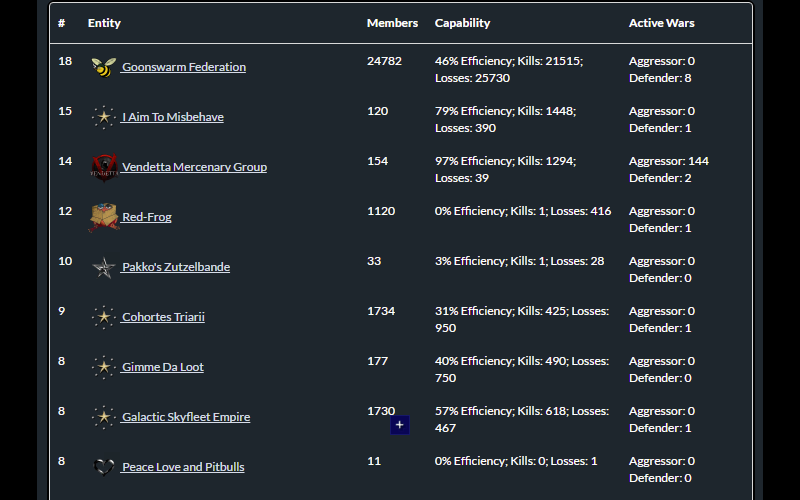 # Entity Members Capability Active Wars
18 Goonswarm Federation 24782 46% Efficiency; Kills: 21515; Aggressor: 0
Losses: 25730 Defender: 8
15 I Aim To Misbehave 120 79% Efficiency; Kills: 1448; Aggressor: 0
Losses: 390 Defender: 1
14 VENDETTA Vendetta Mercenary Group 154 97% Efficiency; Kills: 1294; Aggressor: 144
Losses: 39 Defender: 2
12 Red-Frog 1120 0% Efficiency; Kills: 1; Losses: 416 Aggressor: 0
Defender: 1
10 Pakko's Zutzelbande 33 3% Efficiency; Kills: 1; Losses: 28 Aggressor: 0
Defender: 0
9 Cohortes Triarii 1734 31% Efficiency; Kills: 425; Losses: Aggressor: 0
950 Defender: 1
8 Gimme Da Loot 177 40% Efficiency; Kills: 490; Losses: Aggressor: 0
750 Defender: 0
8 Galactic Skyfleet Empire 1730 57% Efficiency; Kills: 618; Losses: Aggressor: 0
+ 467 Defender: 1
8 Peace Love and Pitbulls 11 0% Efficiency; Kills: 0; Losses: 1 Aggressor: 0
Defender: 0